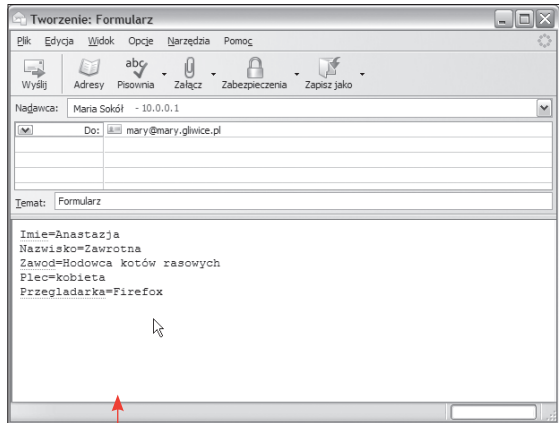 Tworzenie: Formularz
Plik Edycja Widok Opcje Narzędzia Pomoc
Wyślij Adresy Pisownia Załącz Zabezpieczenia Zapisz jako
Nadawca: Maria Sokół - 10.0.0.1
Do: mary@mary.gliwice.pl
Temat: Formularz
Imie=Anastazja
Nazwisko=Zawrotna
Zawod=Hodowca kotów rasowych
Plec=kobieta
Przegladarka=Firefox